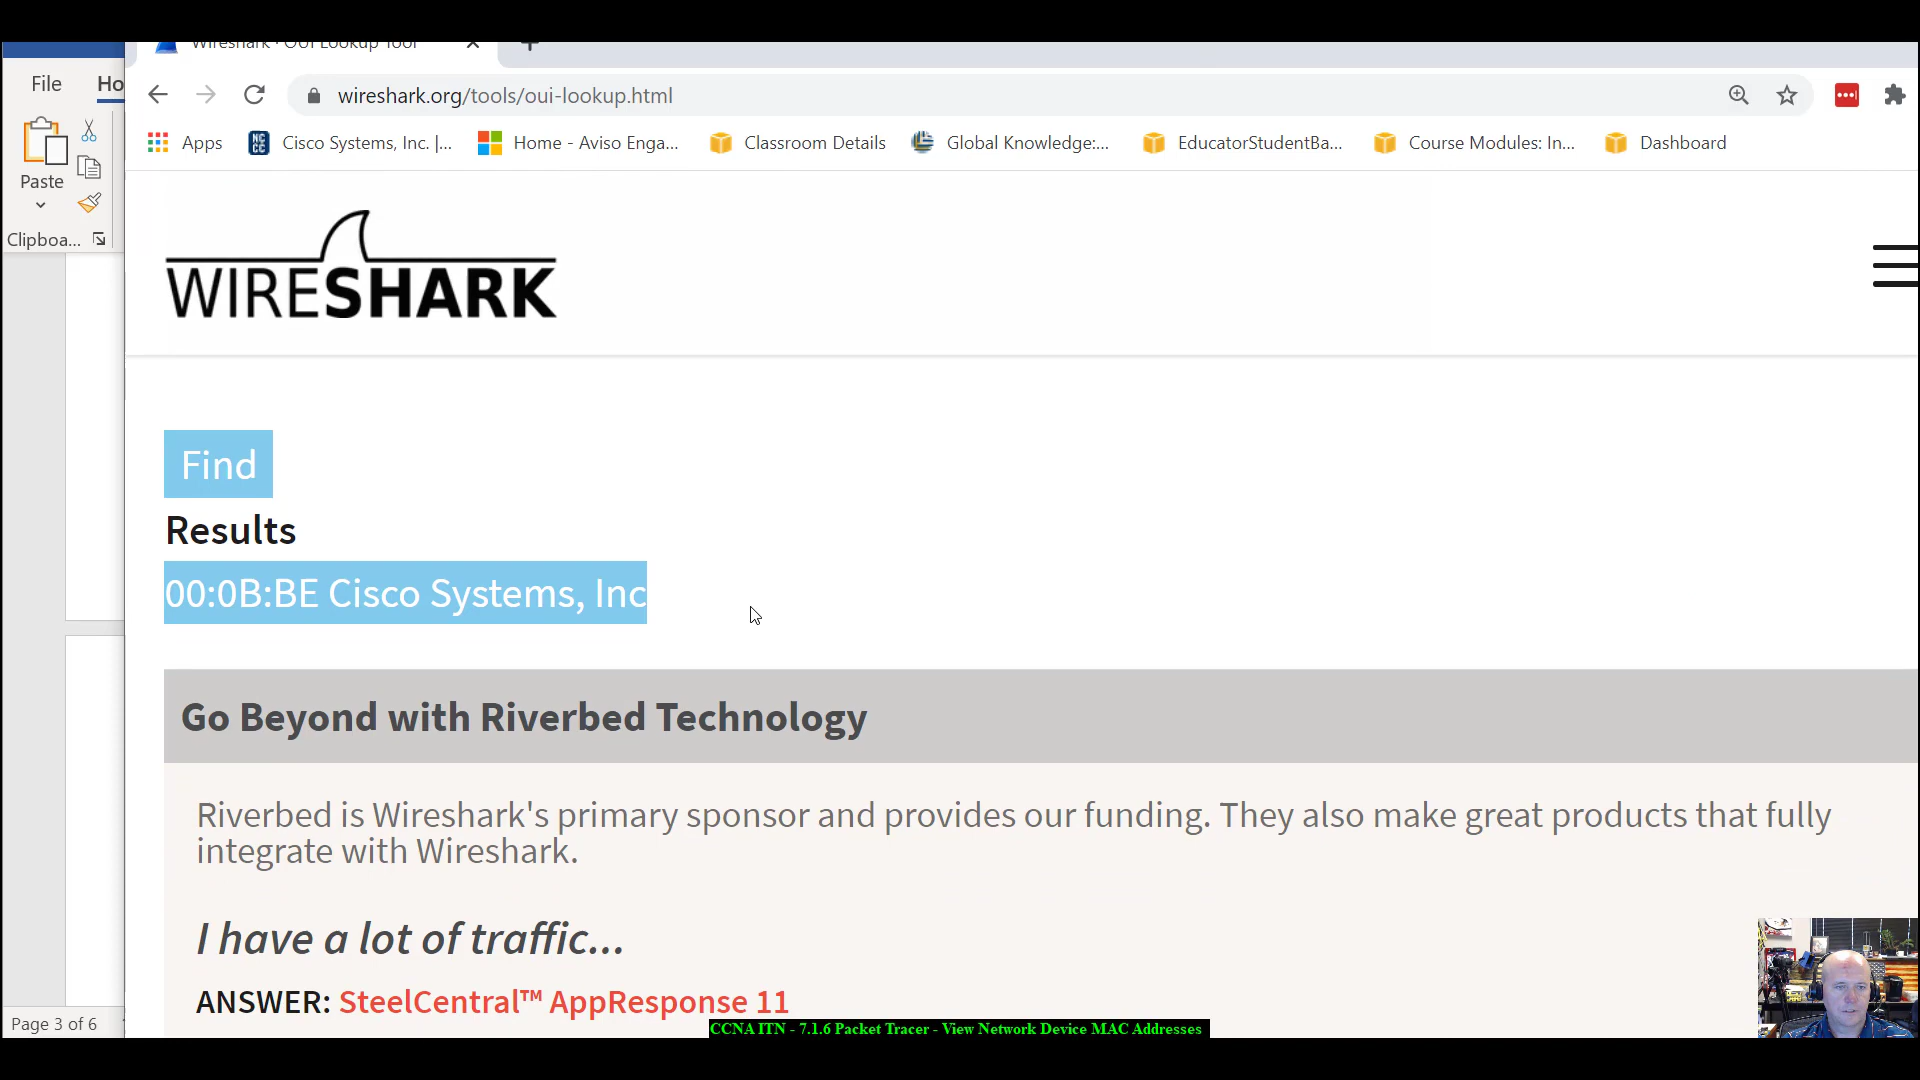 Wireshark · OUI Lookup Tool
File
Ho
wireshark.org/tools/oui-lookup.html
Paste
Apps
Cisco Systems, Inc. |...
Home - Aviso Enga...
Classroom Details
Global Knowledge:...
EducatorStudentBa...
Course Modules: In...
Dashboard
Clipboa...
WIRESHARK
Find
Results
00:0B:BE Cisco Systems, Inc
Go Beyond with Riverbed Technology
Riverbed is Wireshark's primary sponsor and provides our funding. They also make great products that fully
integrate with Wireshark.
I have a lot of traffic...
ANSWER: SteelCentral™ AppResponse 11
Page 3 of 6
CCNA ITN - 7.1.6 Packet Tracer - View Network Device MAC Addresses